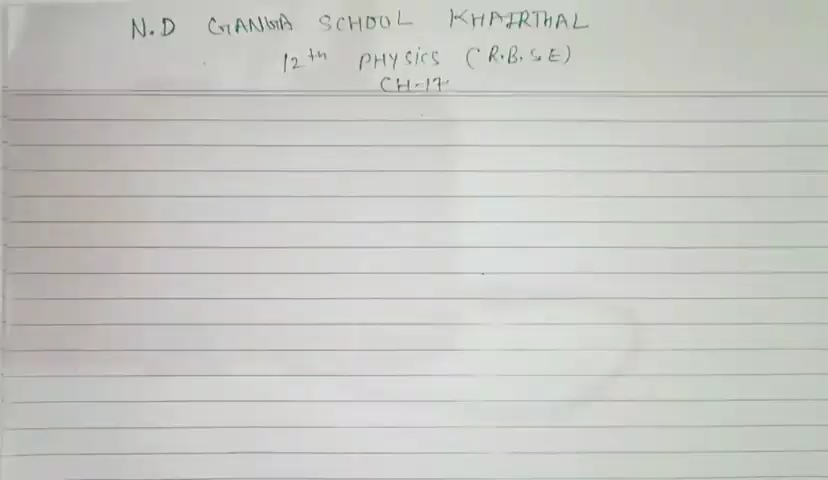 N.D GANGA SCHOOL KHAIRTHAL
12th PHYSICS (R.B.S.E)
CH-17